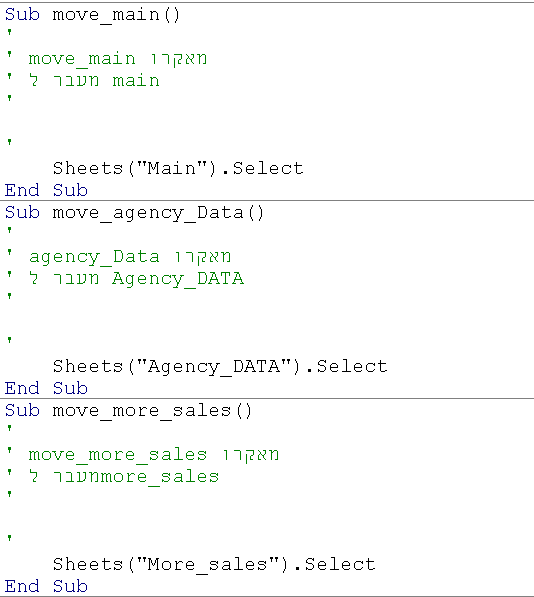 Sub move_main()
'
' move_main מאקרו
' מעבר ל main
'
'
Sheets("Main").Select
End Sub
Sub move_agency_Data()
'
' agency_Data מאקרו
' מעבר ל Agency_DATA
'
'
Sheets("Agency_DATA").Select
End Sub
Sub move_more_sales()
'
' move_more_sales מאקרו
' מעבר לmore_sales
'
'
Sheets("More_sales").Select
End Sub